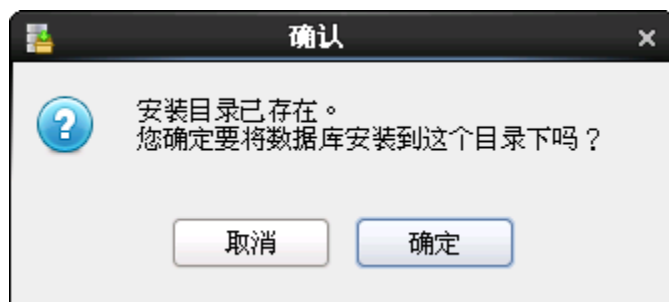 确认
安装目录已存在。
您确定要将数据库安装到这个目录下吗？
取消
确定